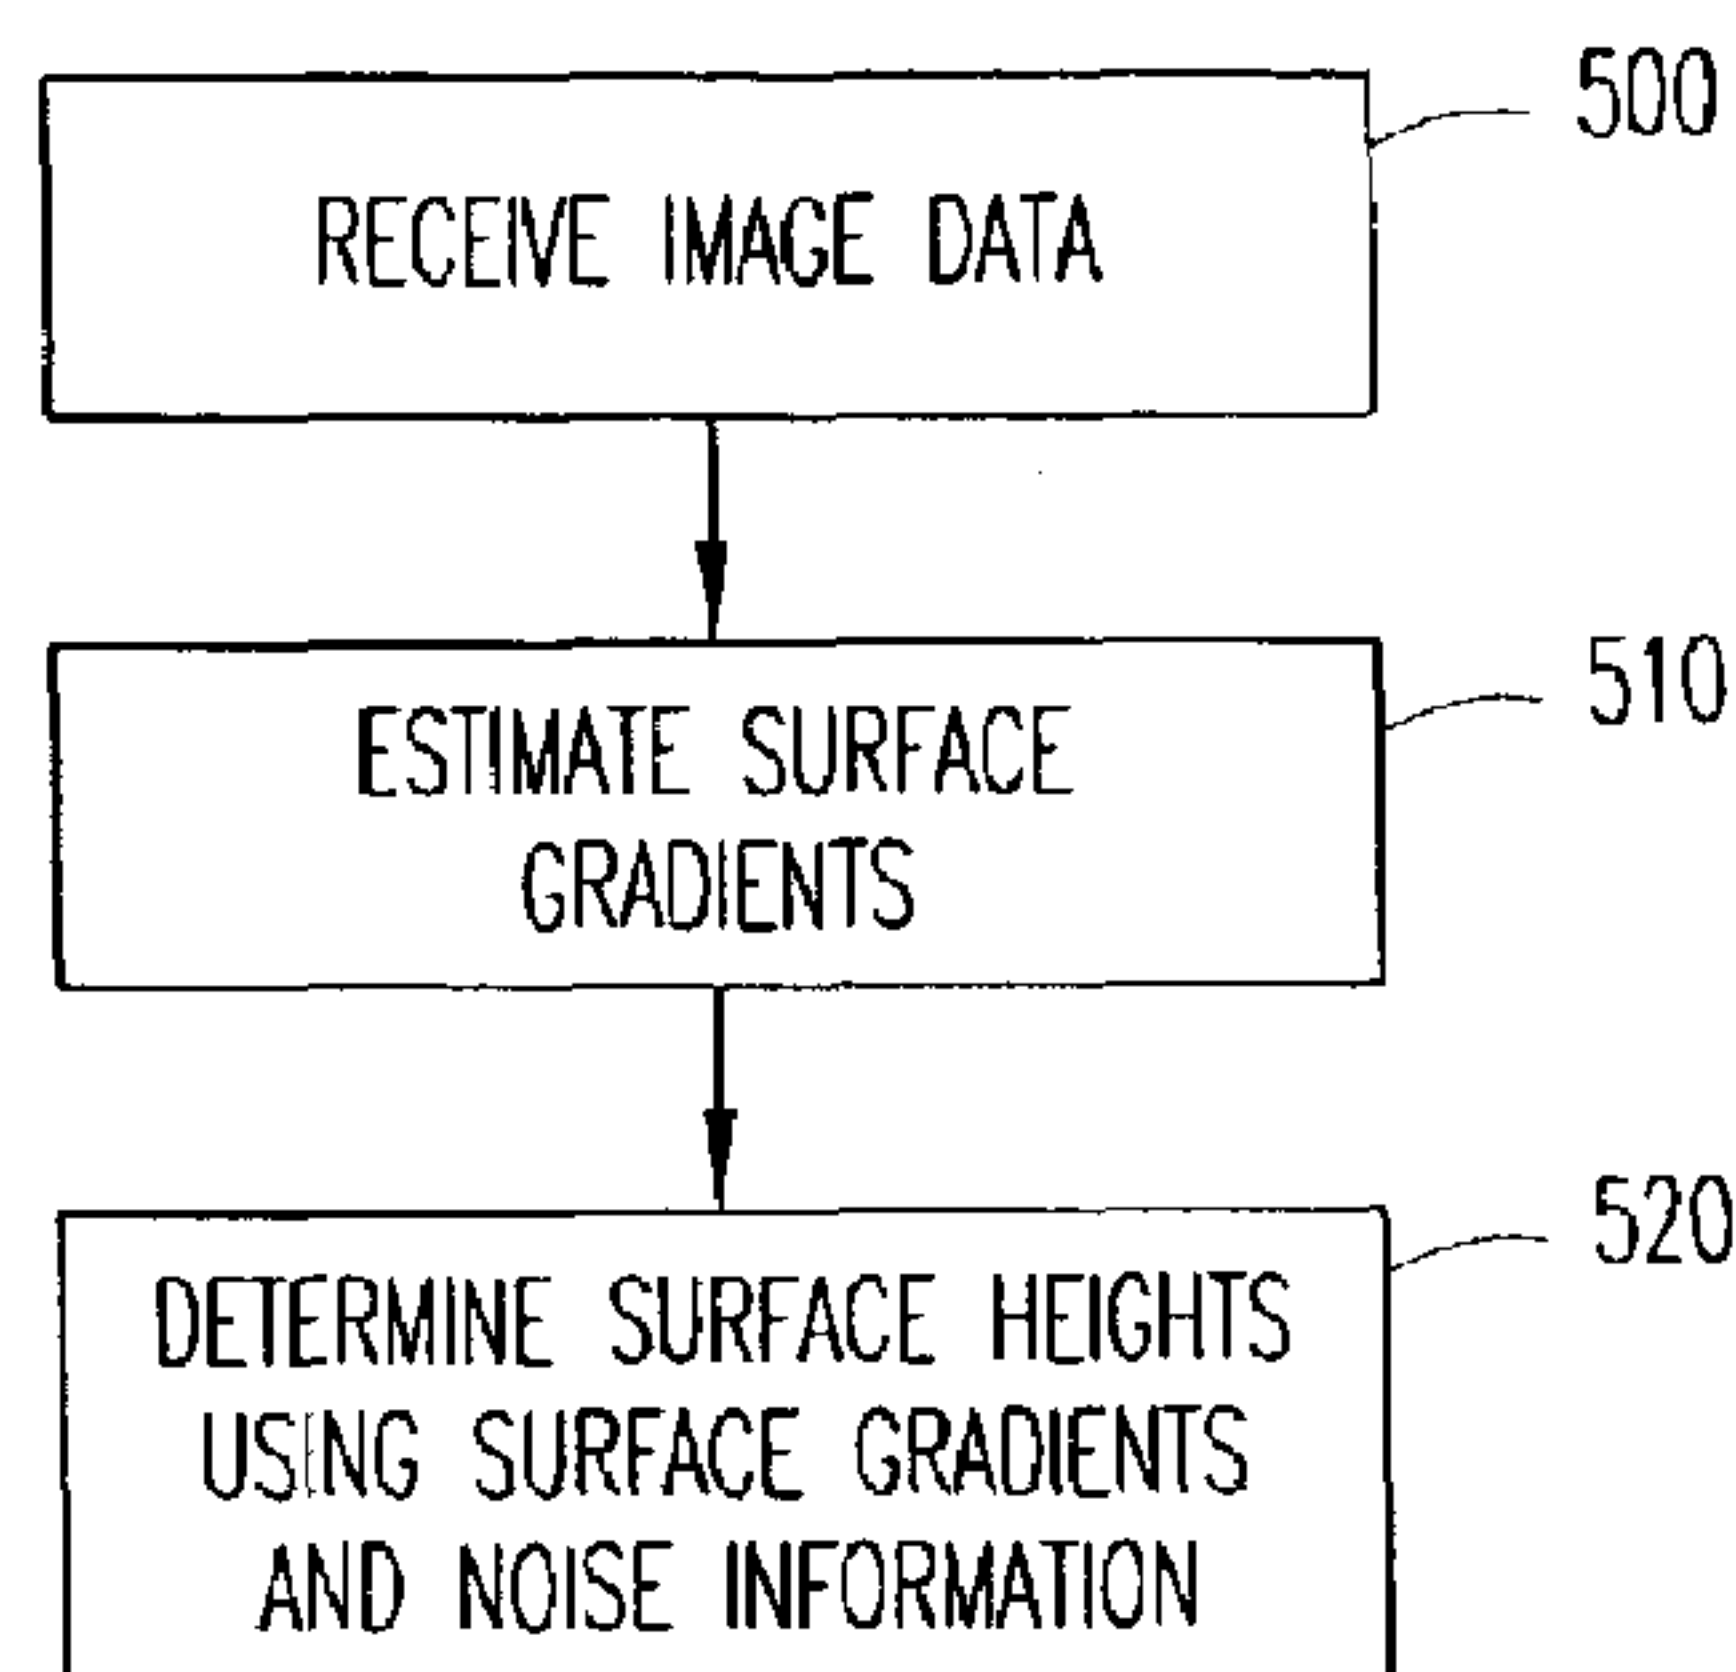 500
RECEIVE IMAGE DATA
510
ESTIMATE SURFACE
GRADIENTS
520
DETERMINE SURFACE HEIGHTS
USING SURFACE GRADIENTS
AND NOISE INFORMATION